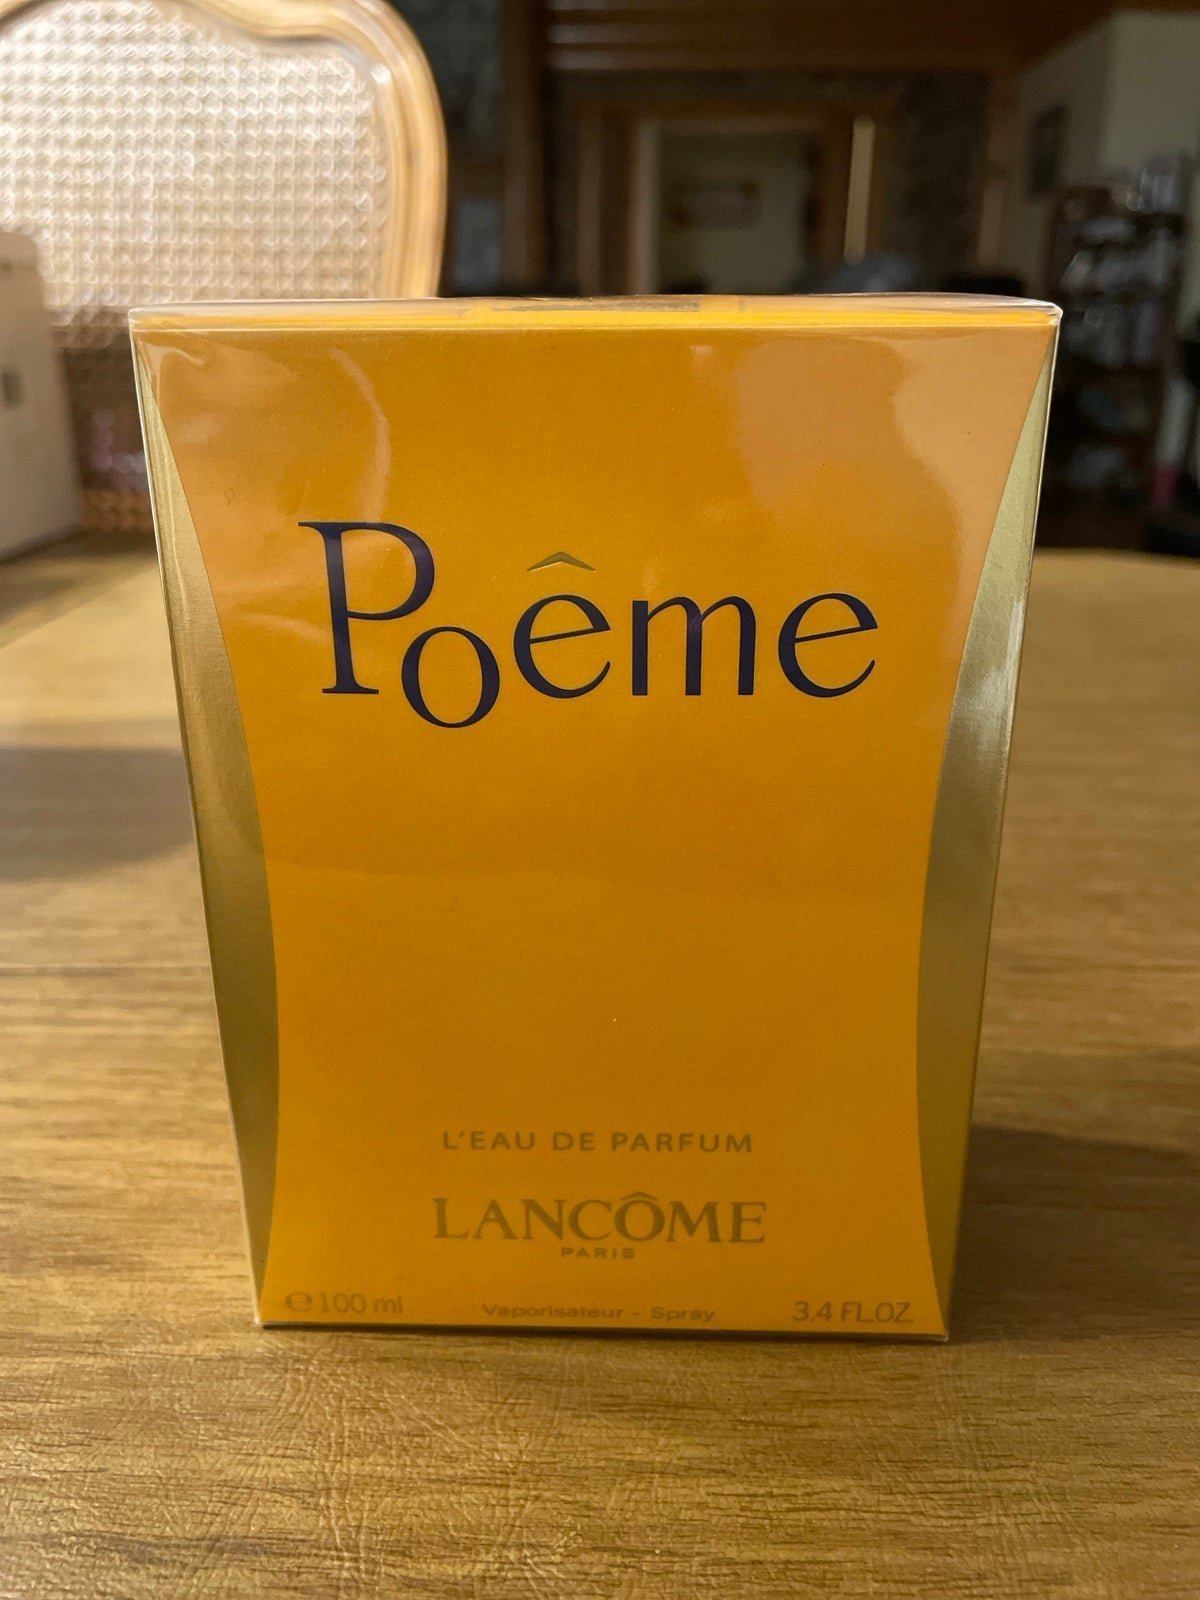 Poême
L'EAU DE PARFUM
LANCÔME
PARIS
℮100 ml Vaporisateur - Spray 3,4 FL.OZ.